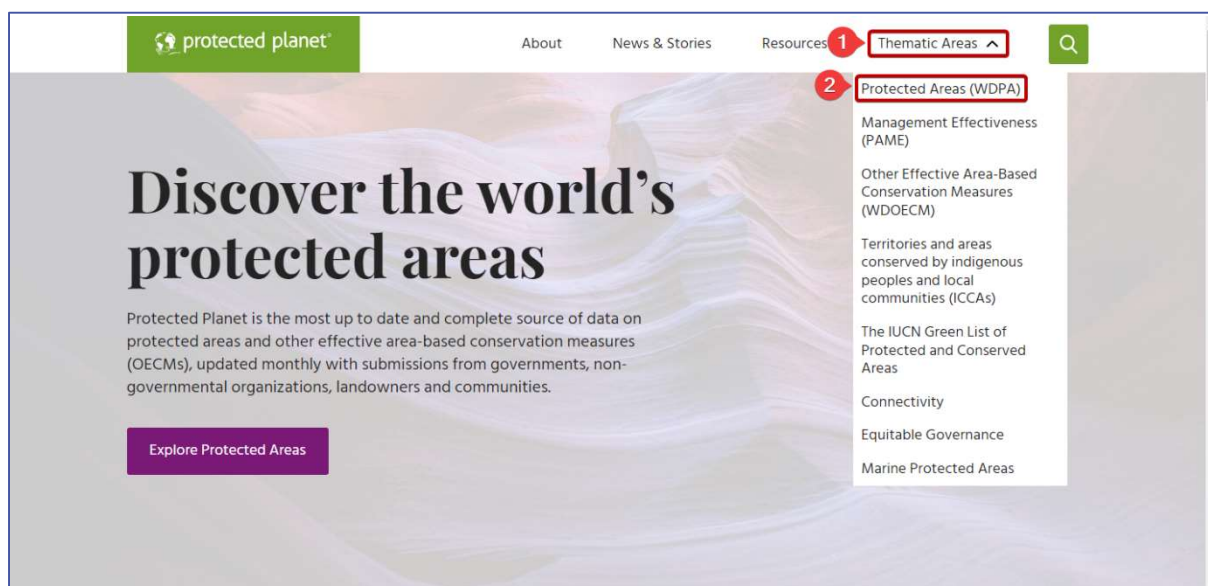 protected planet®
About
News & Stories
Resources
1
Thematic Areas
2
Protected Areas (WDPA)
Management Effectiveness
(PAME)
Other Effective Area-Based
Conservation Measures
(WDOECM)
Territories and areas
conserved by indigenous
peoples and local
communities (ICCAs)
The IUCN Green List of
Protected and Conserved
Areas
Connectivity
Equitable Governance
Marine Protected Areas
Discover the world’s
protected areas
Protected Planet is the most up to date and complete source of data on
protected areas and other effective area-based conservation measures
(OECMs), updated monthly with submissions from governments, non-
governmental organizations, landowners and communities.
Explore Protected Areas